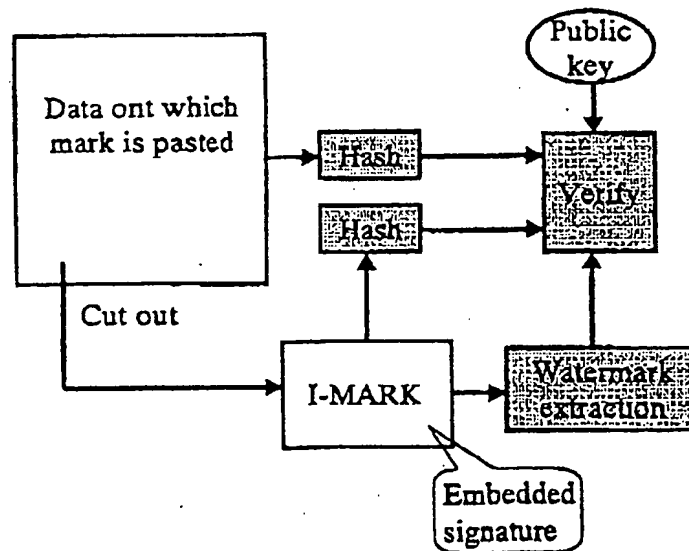 Public
key
Data ont which
mark is pasted
Hash
Verify
Hash
Cut out
I-MARK
Watermark
extraction
Embedded
signature